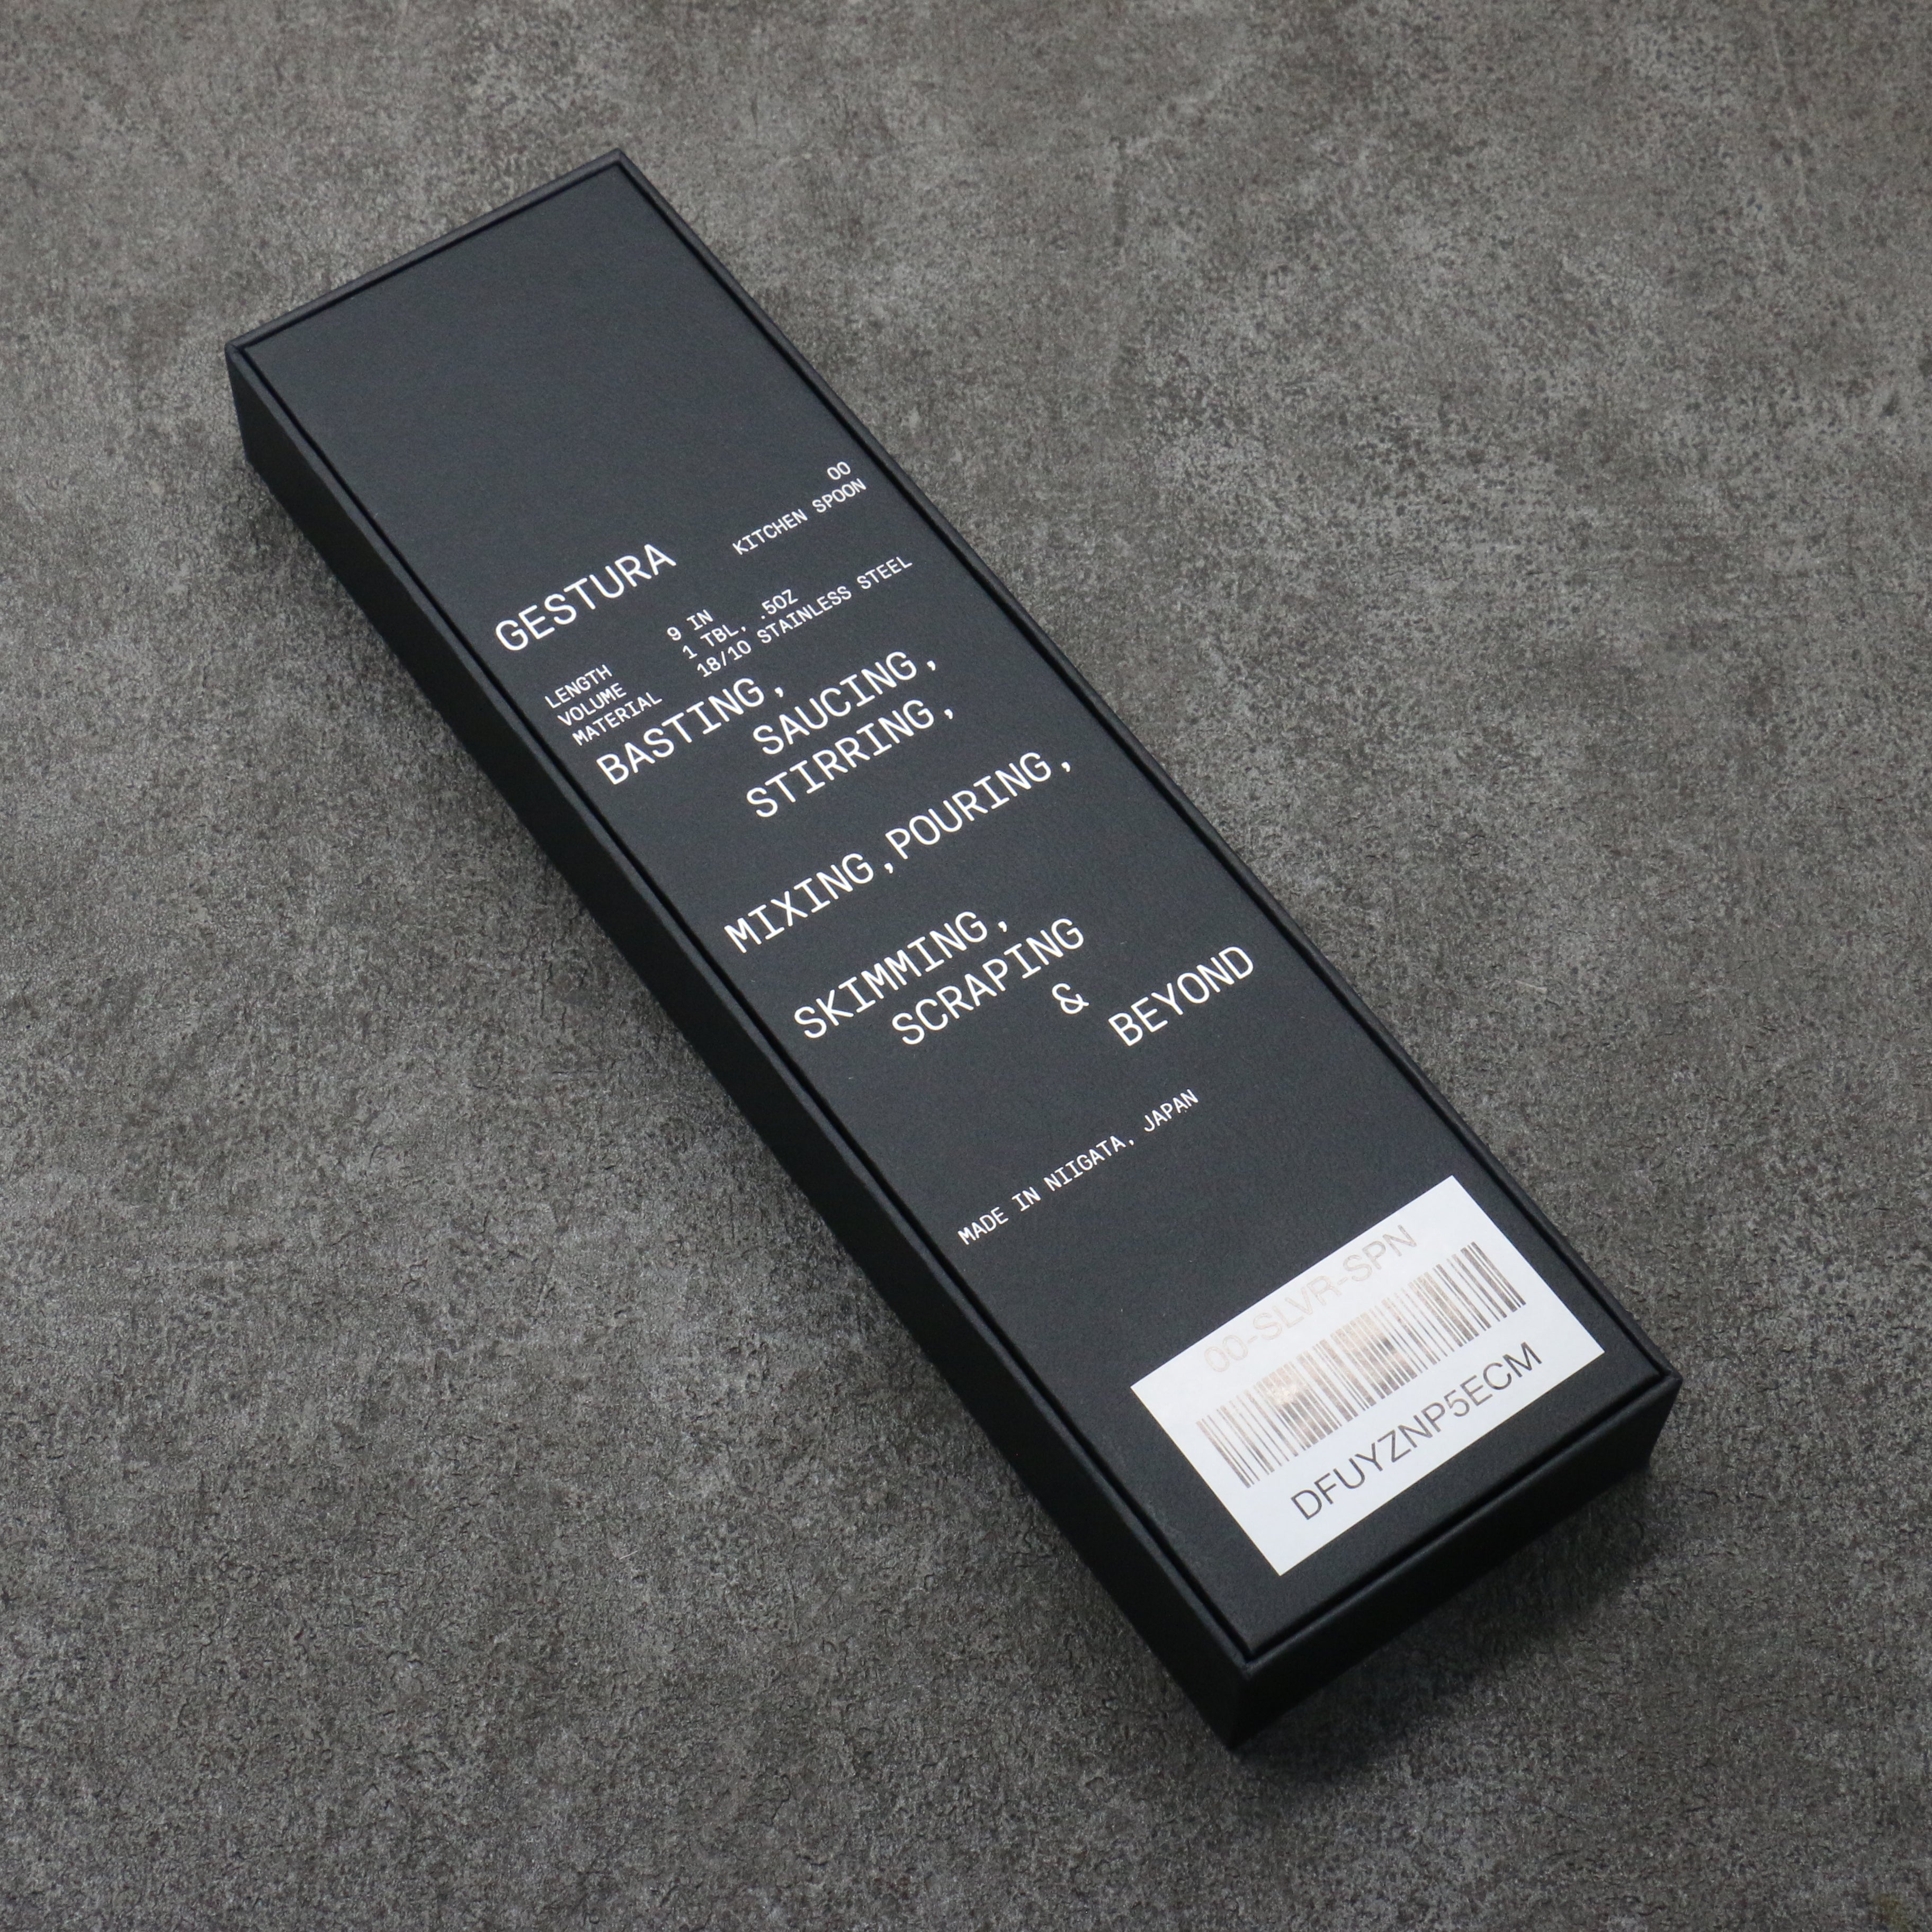 00
GESTURA KITCHEN SPOON
LENGTH 9 IN
VOLUME 1 TBL, .5OZ
MATERIAL 18/10 STAINLESS STEEL
BASTING,
SAUCING,
STIRRING,
MIXING,POURING,
SKIMMING,
SCRAPING
&
BEYOND
MADE IN NIIGATA, JAPAN
00-SLVR-SPN
DFUYZNP5ECM